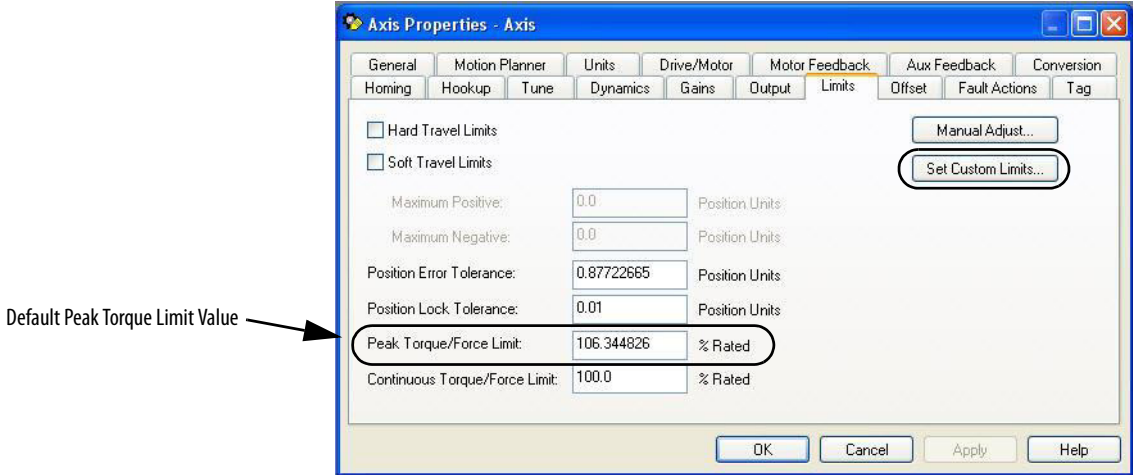 Axis Properties - Axis
General Motion Planner Units Drive/Motor Motor Feedback Aux Feedback Conversion
Homing Hookup Tune Dynamics Gains Output Limits Offset Fault Actions Tag
Hard Travel Limits
Manual Adjust...
Soft Travel Limits
Set Custom Limits...
Maximum Positive: 0.0 Position Units
Maximum Negative: 0.0 Position Units
Position Error Tolerance: 0.87722665 Position Units
Position Lock Tolerance: 0.01 Position Units
Default Peak Torque Limit Value
Peak Torque/Force Limit: 106.344826 % Rated
Continuous Torque/Force Limit: 100.0 % Rated
OK Cancel Apply Help